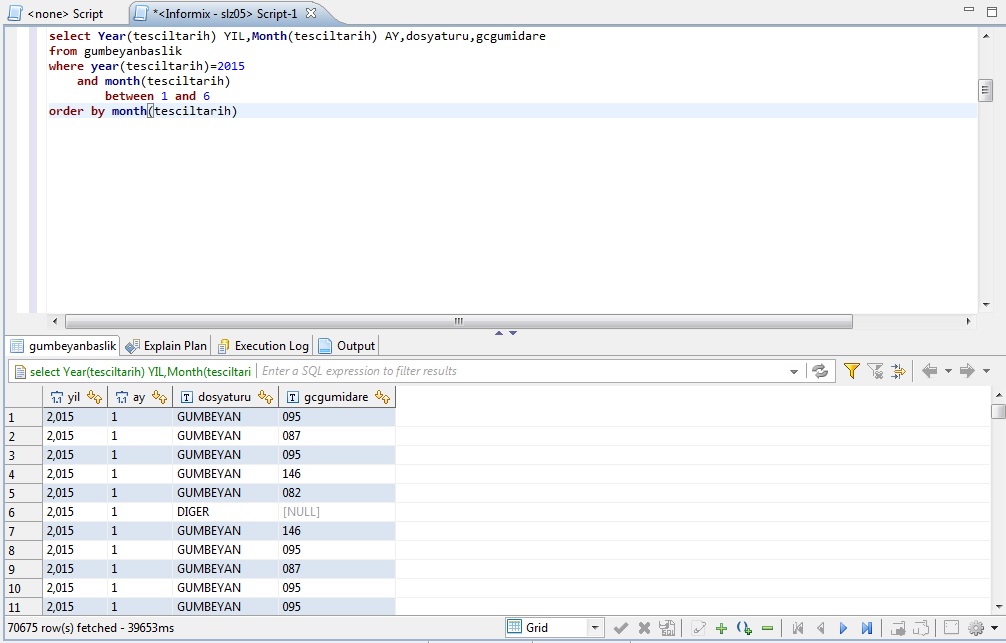 <none> Script
*<Informix - slz05> Script-1
select Year(tesciltarih) YIL,Month(tesciltarih) AY,dosyaturu,gcgumidare
from gumbeyanbaslik
where year(tesciltarih)=2015
and month(tesciltarih)
between 1 and 6
order by month(tesciltarih)
gumbeyanbaslik Explain Plan Execution Log Output
select Year(tesciltarih) YIL,Month(tesciltari Enter a SQL expression to filter results
yil ay dosyaturu gcgumidare
1 2,015 1 GUMBEYAN 095
2 2,015 1 GUMBEYAN 087
3 2,015 1 GUMBEYAN 095
4 2,015 1 GUMBEYAN 146
5 2,015 1 GUMBEYAN 082
6 2,015 1 DIGER [NULL]
7 2,015 1 GUMBEYAN 146
8 2,015 1 GUMBEYAN 095
9 2,015 1 GUMBEYAN 087
10 2,015 1 GUMBEYAN 095
11 2,015 1 GUMBEYAN 095
70675 row(s) fetched - 39653ms
Grid